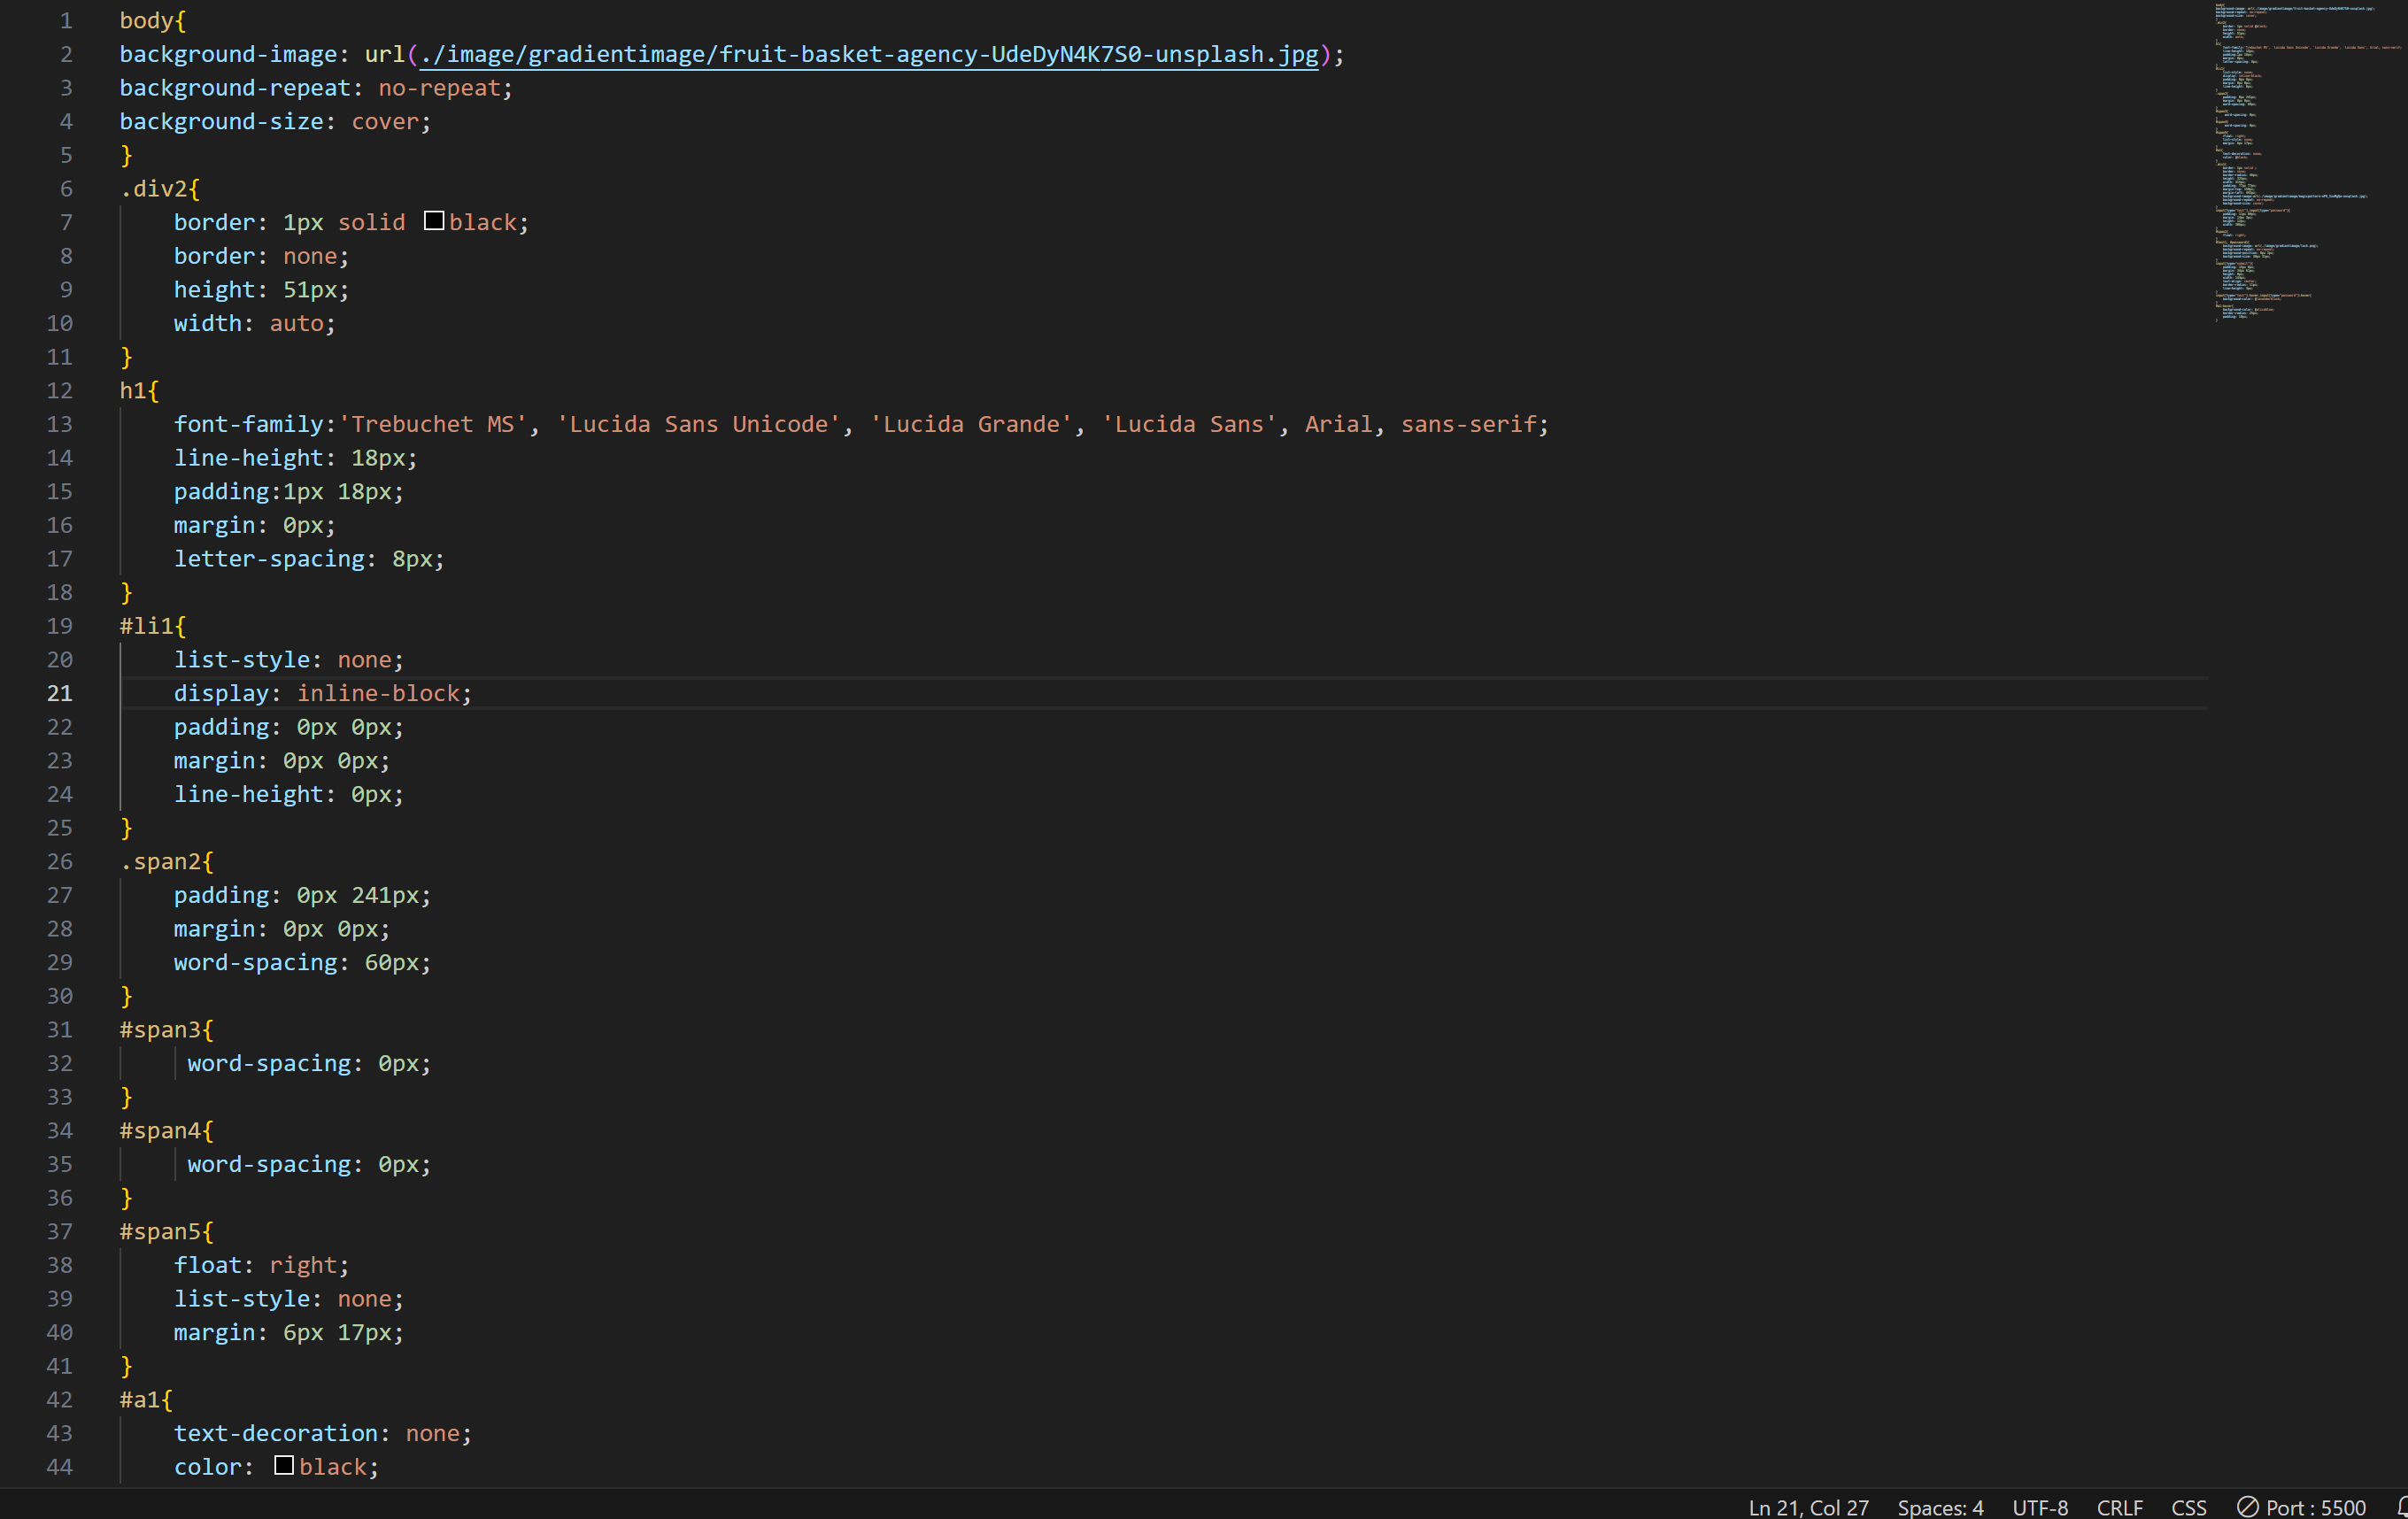 1 body{
2 background-image: url(./image/gradientimage/fruit-basket-agency-UdeDyN4K7S0-unsplash.jpg);
3 background-repeat: no-repeat;
4 background-size: cover;
5 }
6 .div2{
7     border: 1px solid black;
8     border: none;
9     height: 51px;
10     width: auto;
11 }
12 h1{
13     font-family:'Trebuchet MS', 'Lucida Sans Unicode', 'Lucida Grande', 'Lucida Sans', Arial, sans-serif;
14     line-height: 18px;
15     padding:1px 18px;
16     margin: 0px;
17     letter-spacing: 8px;
18 }
19 #li1{
20     list-style: none;
21     display: inline-block;
22     padding: 0px 0px;
23     margin: 0px 0px;
24     line-height: 0px;
25 }
26 .span2{
27     padding: 0px 241px;
28     margin: 0px 0px;
29     word-spacing: 60px;
30 }
31 #span3{
32      word-spacing: 0px;
33 }
34 #span4{
35      word-spacing: 0px;
36 }
37 #span5{
38     float: right;
39     list-style: none;
40     margin: 6px 17px;
41 }
42 #a1{
43     text-decoration: none;
44     color: black;
Ln 21, Col 27 Spaces: 4 UTF-8 CRLF CSS Port : 5500